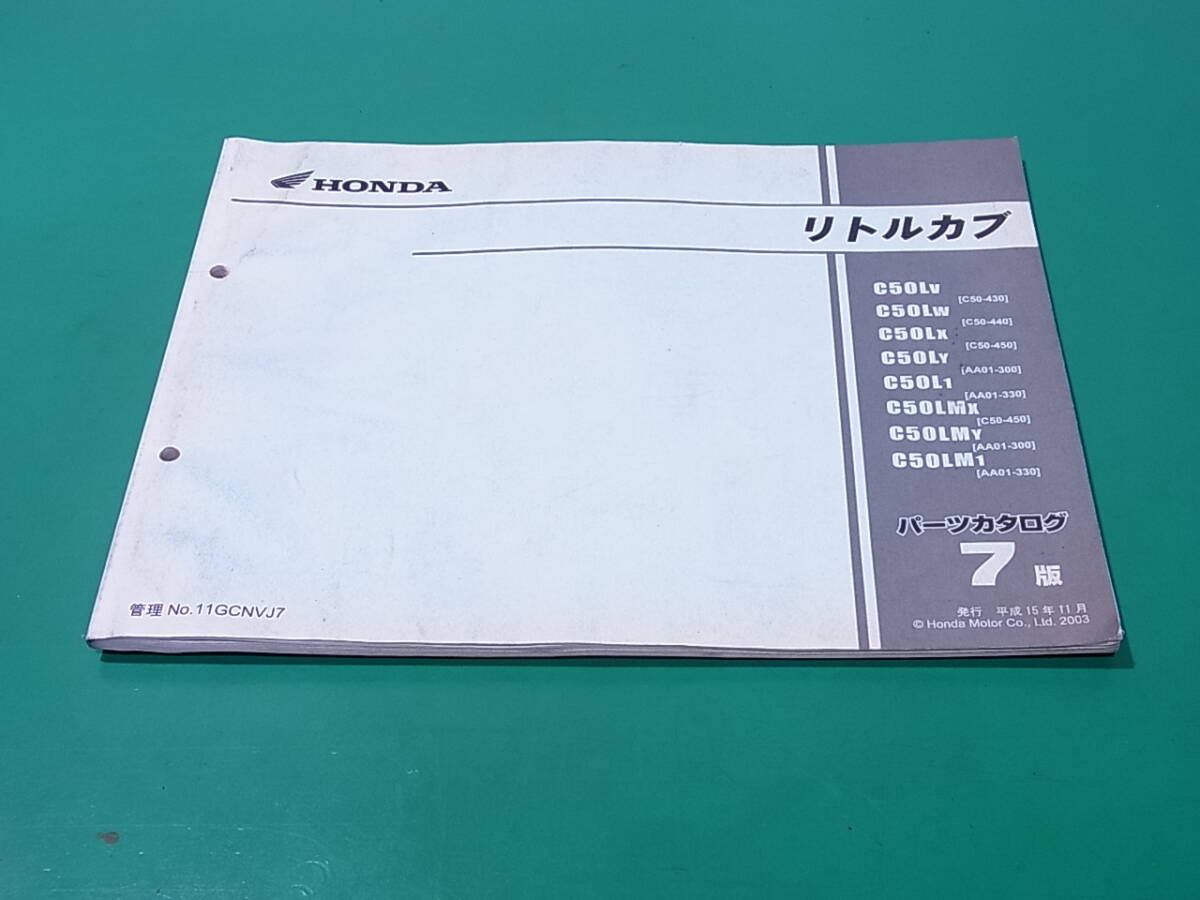 HONDA
リトルカブ
C50LV
[C50-430]
C50LW
[C50-440]
C50LX
[C50-450]
C50LY
[AA01-300]
C50L1
[AA01-330]
C50LMX
[C50-450]
C50LMY
[AA01-300]
C50LM1
[AA01-330]
パーツカタログ
7版
管理 No.11GCNVJ7
発行 平成15年11月
© Honda Motor Co., Ltd. 2003